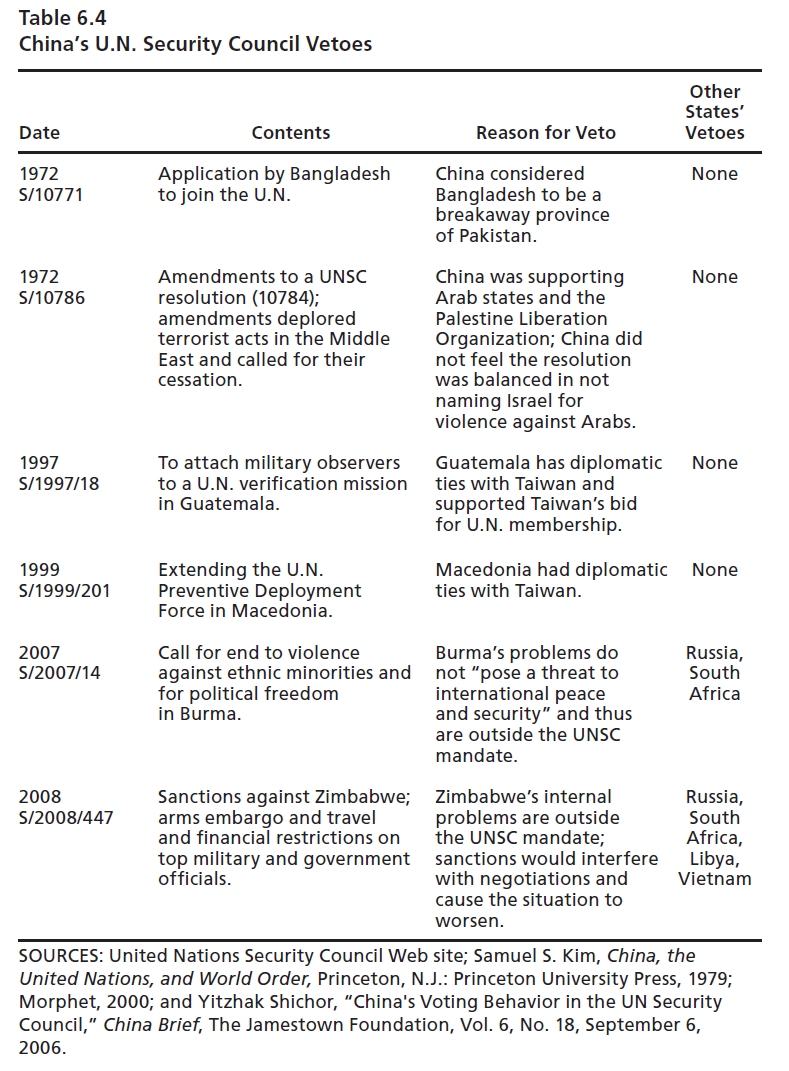 Table 6.4
China’s U.N. Security Council Vetoes
Date Contents Reason for Veto Other States’ Vetoes
1972
S/10771
Application by Bangladesh
to join the U.N.
China considered
Bangladesh to be a
breakaway province
of Pakistan.
None
1972
S/10786
Amendments to a UNSC
resolution (10784);
amendments deplored
terrorist acts in the Middle
East and called for their
cessation.
China was supporting
Arab states and the
Palestine Liberation
Organization; China did
not feel the resolution
was balanced in not
naming Israel for
violence against Arabs.
None
1997
S/1997/18
To attach military observers
to a U.N. verification mission
in Guatemala.
Guatemala has diplomatic
ties with Taiwan and
supported Taiwan’s bid
for U.N. membership.
None
1999
S/1999/201
Extending the U.N.
Preventive Deployment
Force in Macedonia.
Macedonia had diplomatic
ties with Taiwan.
None
2007
S/2007/14
Call for end to violence
against ethnic minorities and
for political freedom
in Burma.
Burma’s problems do
not “pose a threat to
international peace
and security” and thus
are outside the UNSC
mandate.
Russia,
South
Africa
2008
S/2008/447
Sanctions against Zimbabwe;
arms embargo and travel
and financial restrictions on
top military and government
officials.
Zimbabwe’s internal
problems are outside
the UNSC mandate;
sanctions would interfere
with negotiations and
cause the situation to
worsen.
Russia,
South
Africa,
Libya,
Vietnam
SOURCES: United Nations Security Council Web site; Samuel S. Kim, China, the
United Nations, and World Order, Princeton, N.J.: Princeton University Press, 1979;
Morphet, 2000; and Yitzhak Shichor, “China's Voting Behavior in the UN Security
Council,” China Brief, The Jamestown Foundation, Vol. 6, No. 18, September 6,
2006.